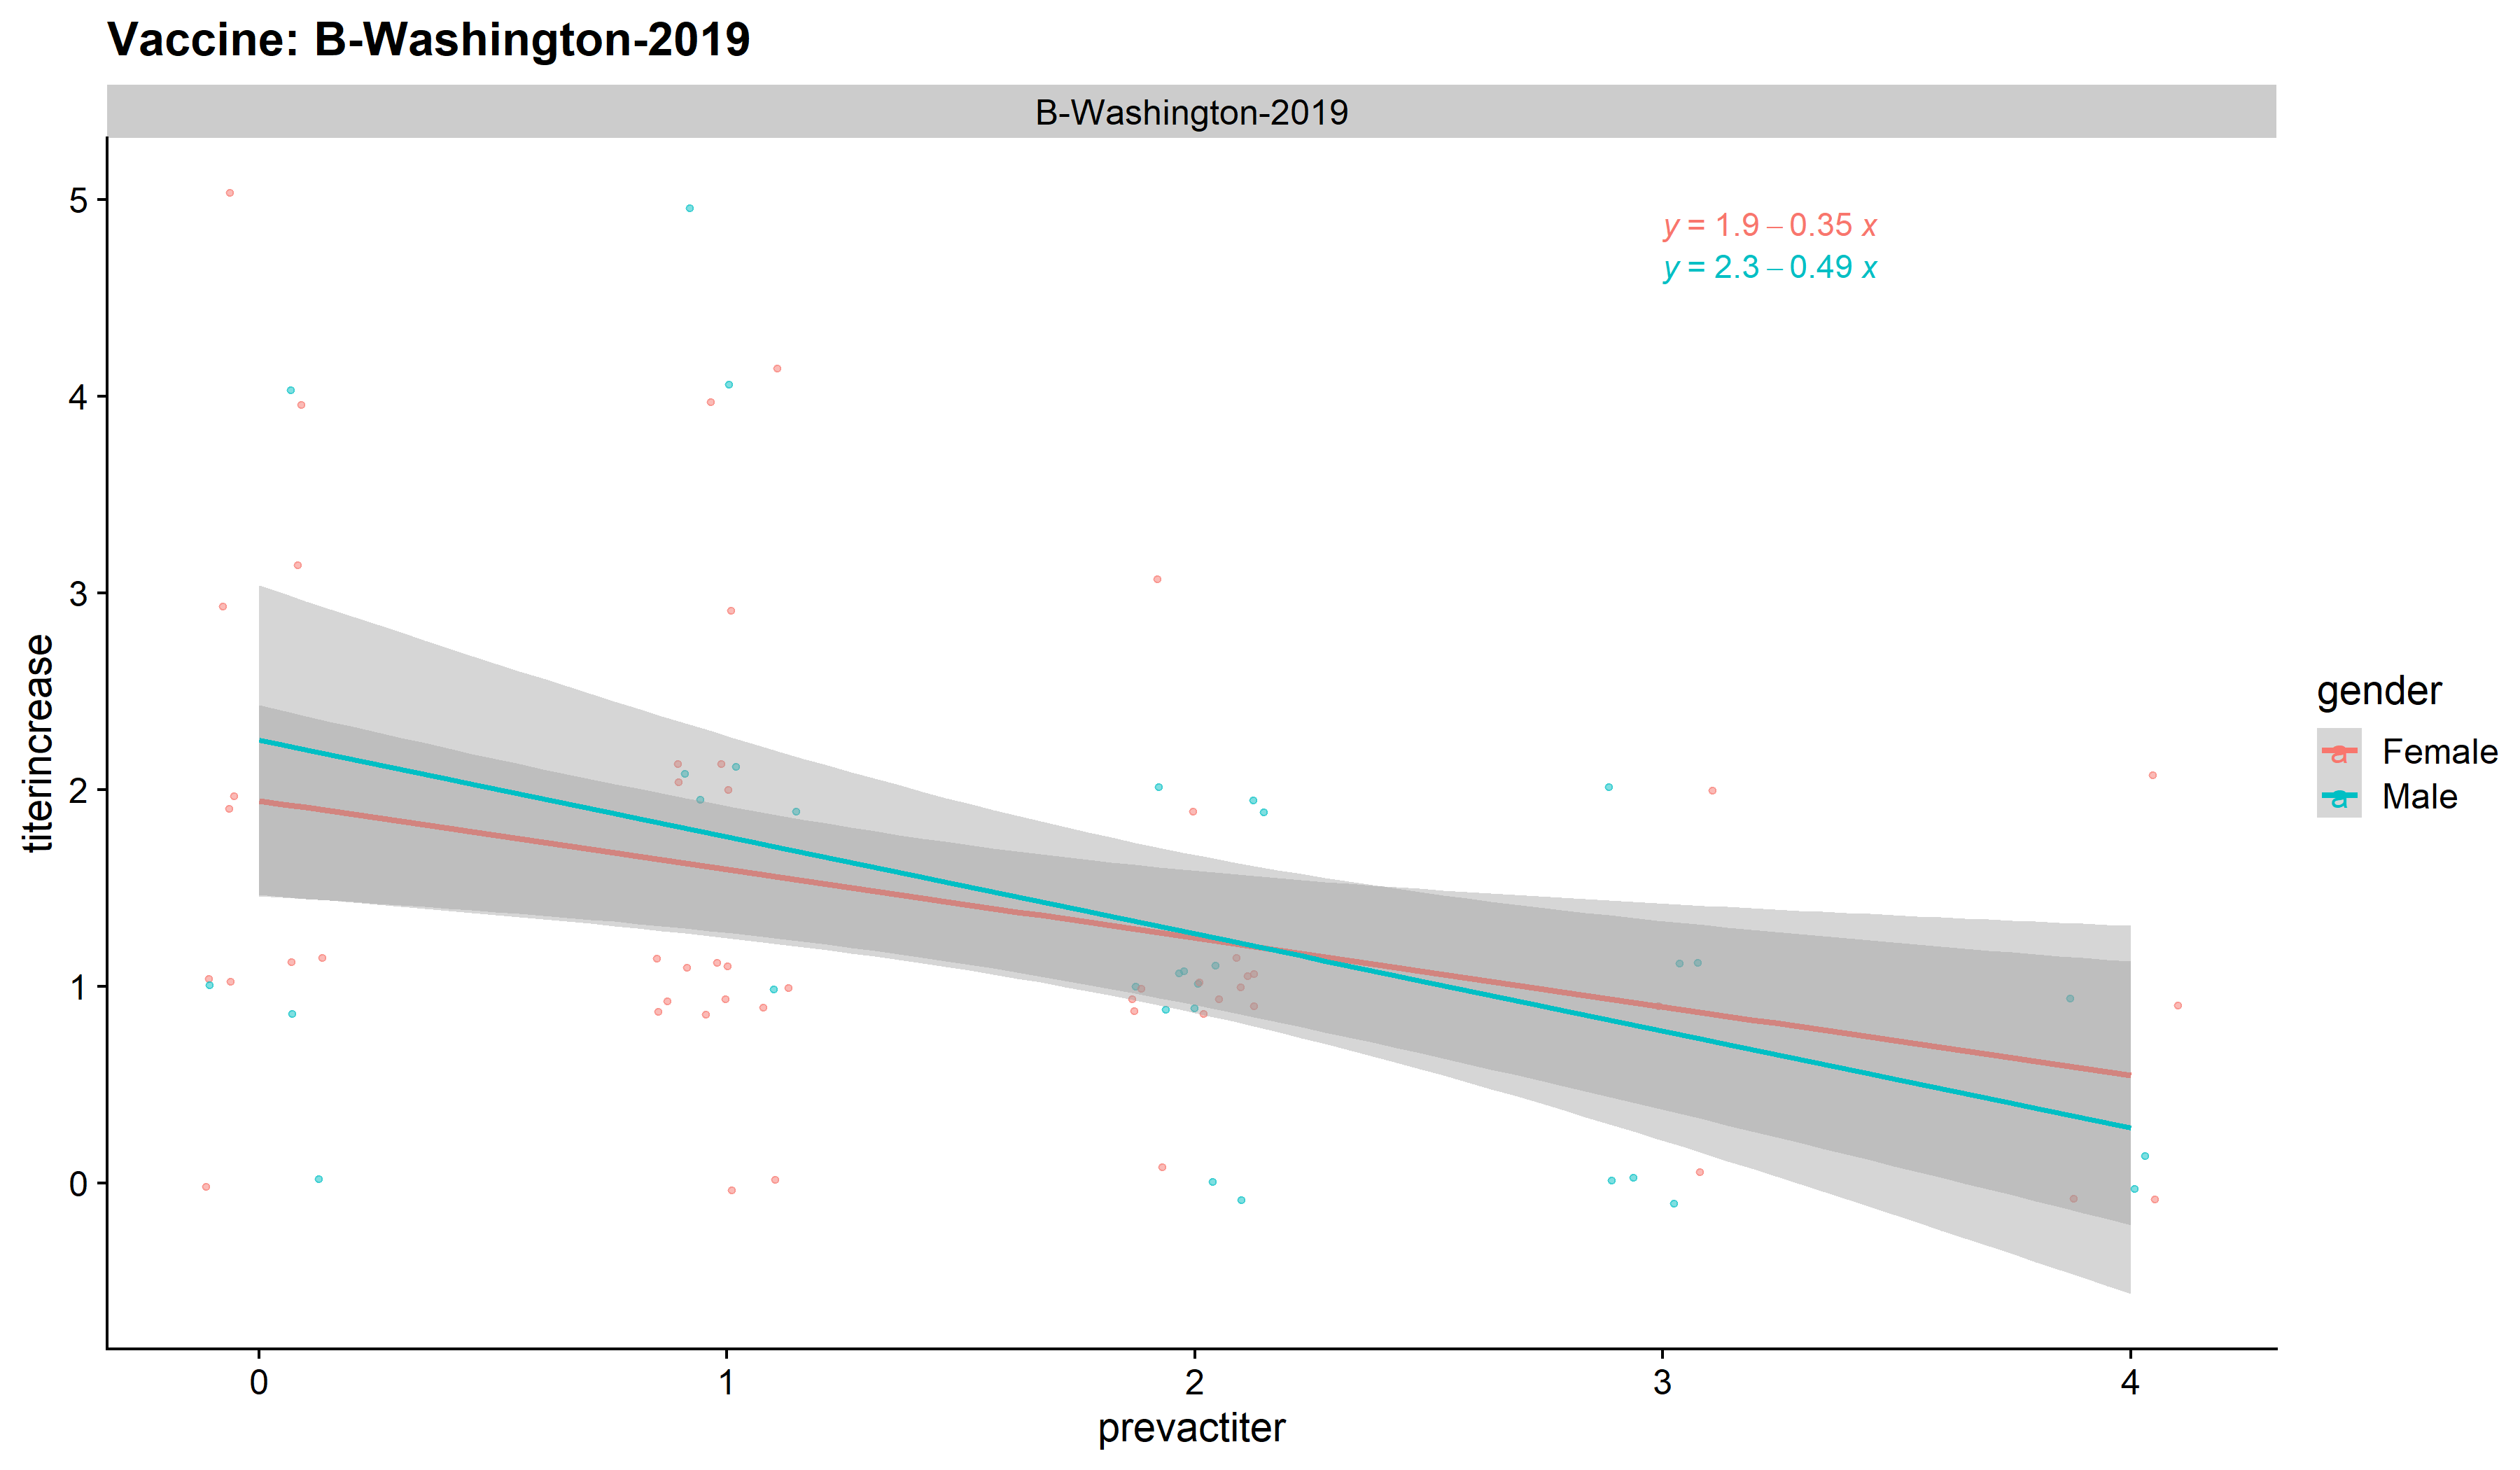 Vaccine: B-Washington-2019
B-Washington-2019
5
4
3
2
1
0
titerincrease
y = 1.9 – 0.35 x
y = 2.3 – 0.49 x
0 1 2 3 4
prevactiter
gender
a Female
a Male